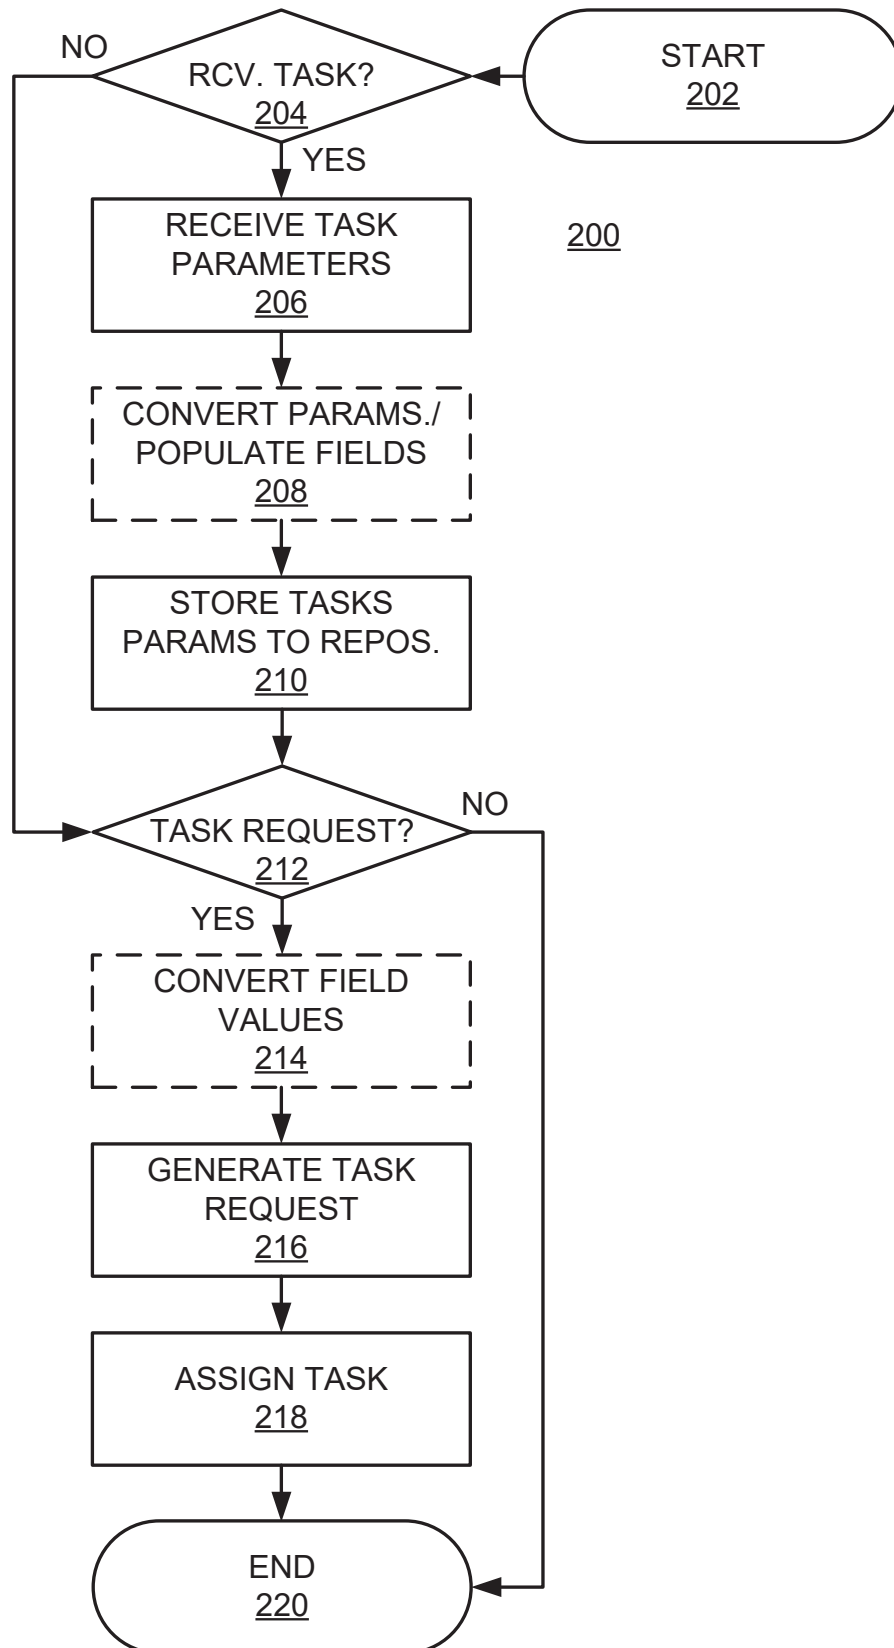 START
202
NO
RCV. TASK?
204
YES
200
RECEIVE TASK
PARAMETERS
206
CONVERT PARAMS./
POPULATE FIELDS
208
STORE TASKS
PARAMS TO REPOS.
210
NO
TASK REQUEST?
212
YES
CONVERT FIELD
VALUES
214
GENERATE TASK
REQUEST
216
ASSIGN TASK
218
END
220